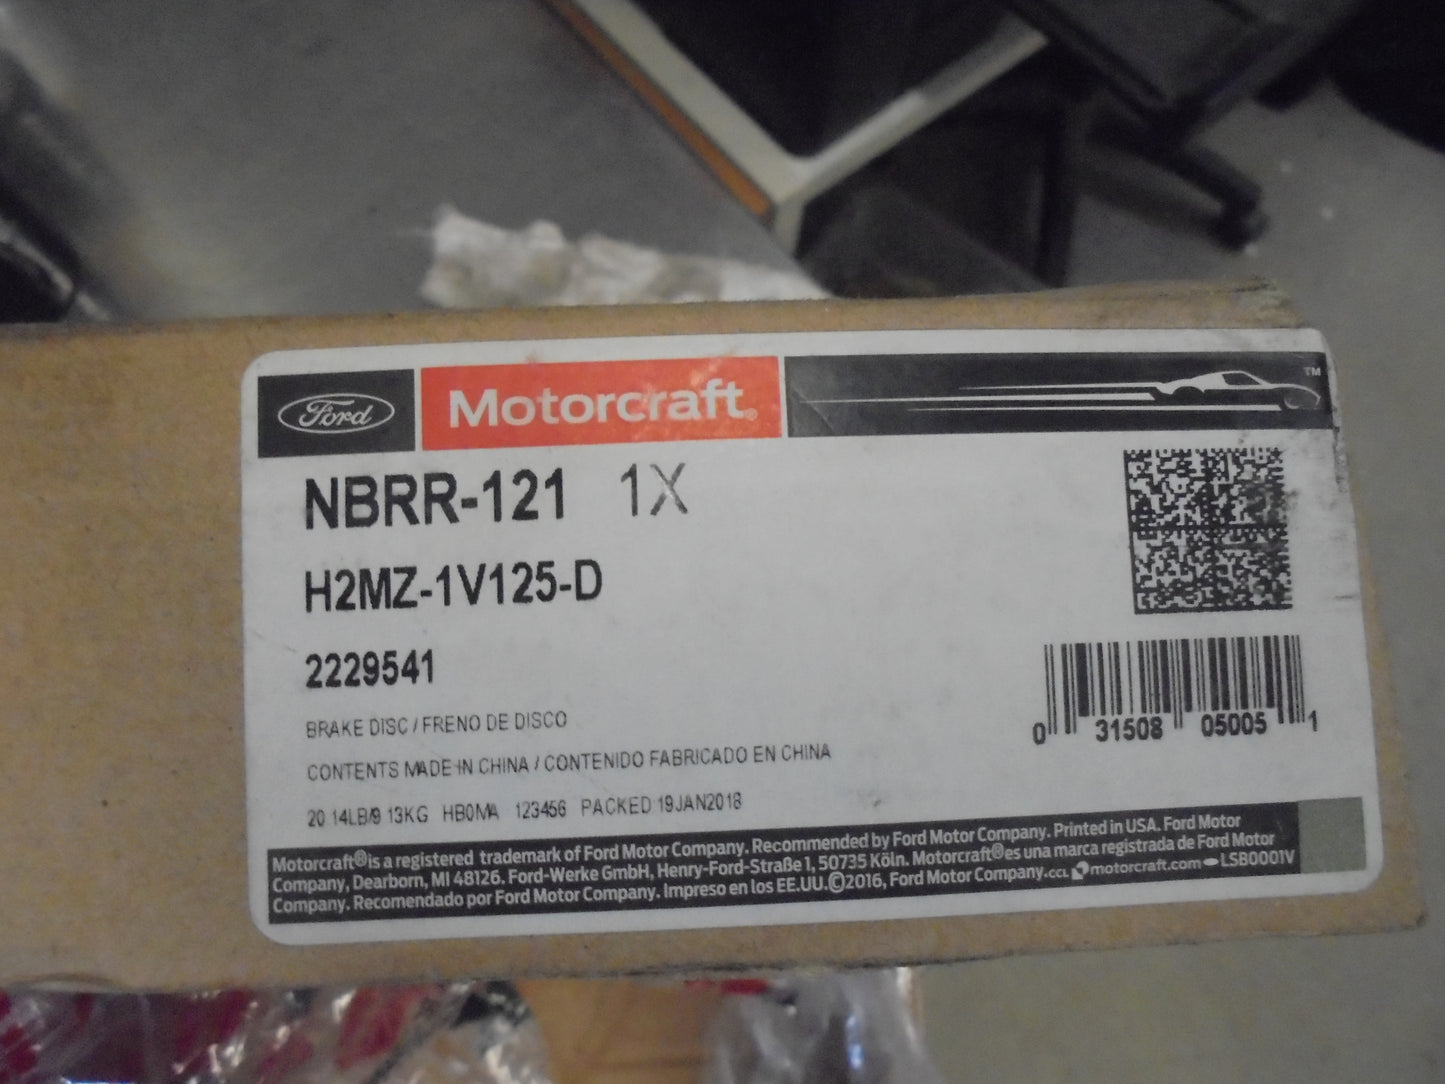 Ford Motorcraft® TM
NBRR-121 1X
H2MZ-1V125-D
2229541
BRAKE DISC / FRENO DE DISCO
CONTENTS MADE IN CHINA / CONTENIDO FABRICADO EN CHINA
20.14LB/9.13KG HB0MA 123456 PACKED 19JAN2018
0 31508 05005 1
Motorcraft® is a registered trademark of Ford Motor Company. Recommended by Ford Motor Company. Printed in USA. Ford Motor
Company, Dearborn, MI 48126. Ford-Werke GmbH, Henry-Ford-Straße 1, 50735 Köln. Motorcraft® es una marca registrada de Ford Motor
Company. Recomendado por Ford Motor Company. Impreso en los EE.UU. ©2016, Ford Motor Company. CCL motorcraft.com LSB0001V